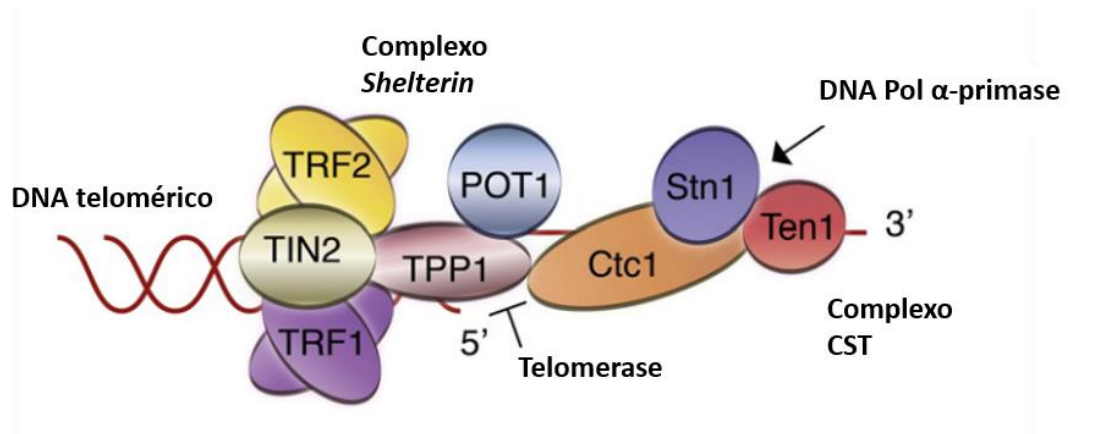 Complexo
Shelterin
DNA Pol α-primase
TRF2
POT1
Stn1
DNA telomérico
Ten1
3’
TIN2
TPP1
Ctc1
TRF1
5’
Complexo
CST
Telomerase